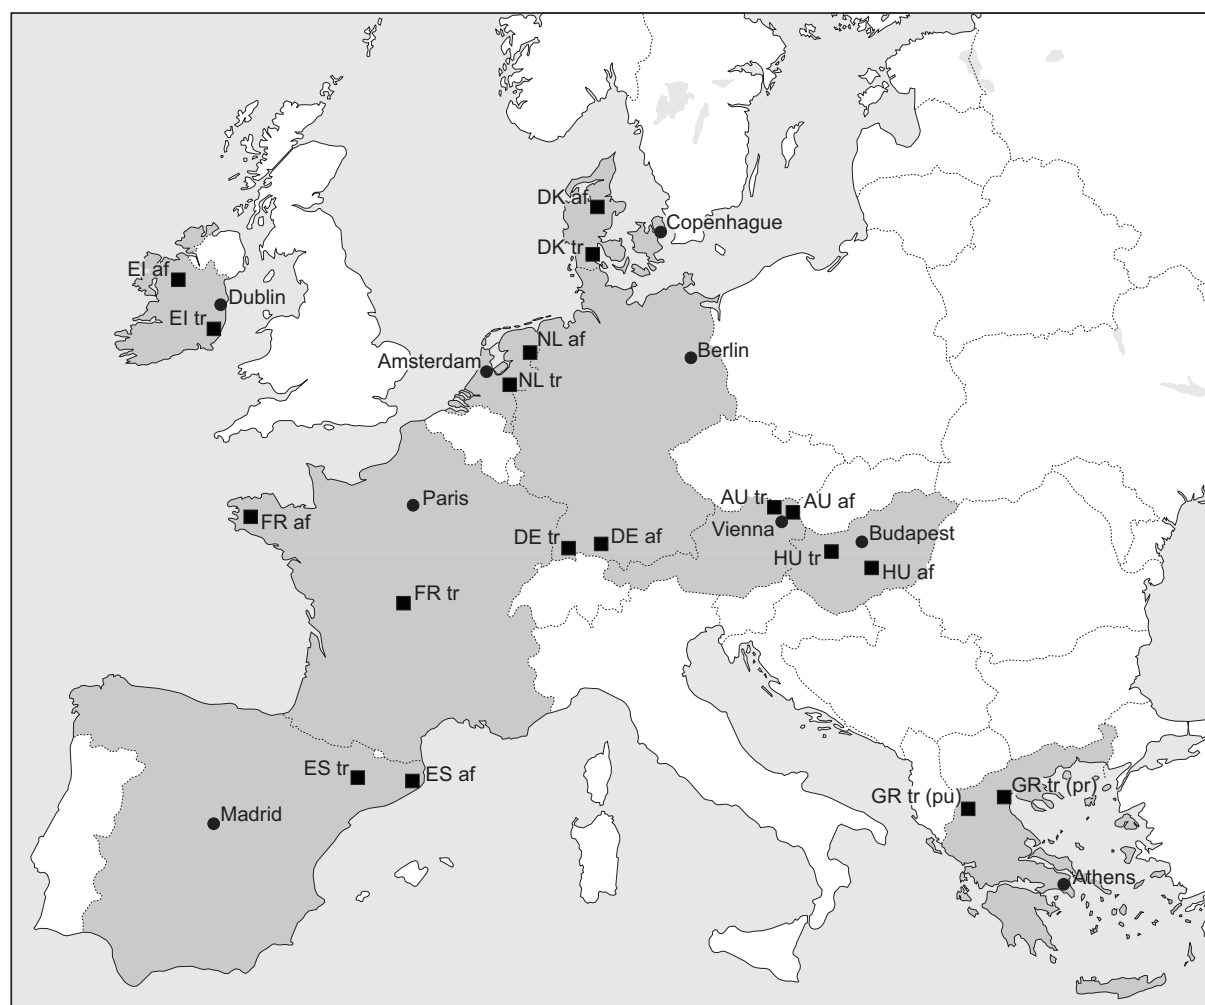 DK af
Copenhague
DK tr
EI af
Dublin
EI tr
NL af
Amsterdam
Berlin
NL tr
Paris
FR af
AU tr
AU af
Vienna
DE tr
DE af
Budapest
HU tr
HU af
FR tr
ES tr
ES af
GR tr (pu)
GR tr (pr)
Madrid
Athens